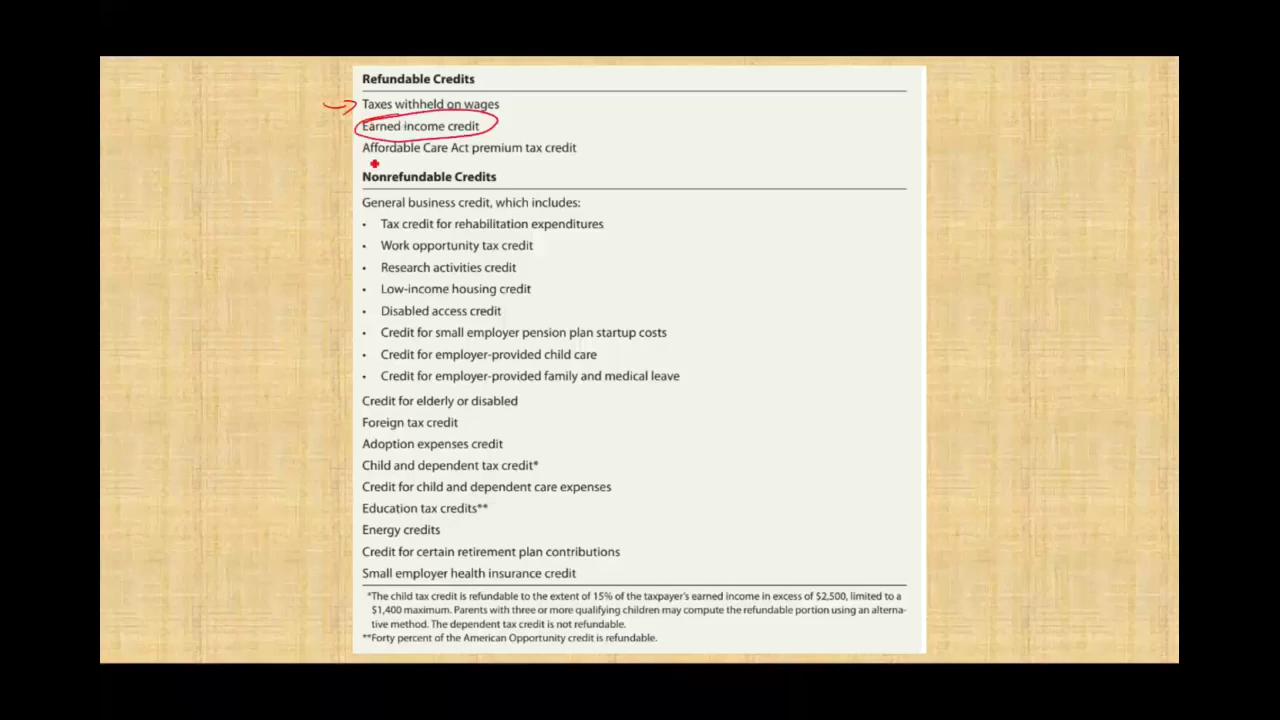 Refundable Credits
Taxes withheld on wages
Earned income credit
Affordable Care Act premium tax credit
Nonrefundable Credits
General business credit, which includes:
• Tax credit for rehabilitation expenditures
• Work opportunity tax credit
• Research activities credit
• Low-income housing credit
• Disabled access credit
• Credit for small employer pension plan startup costs
• Credit for employer-provided child care
• Credit for employer-provided family and medical leave
Credit for elderly or disabled
Foreign tax credit
Adoption expenses credit
Child and dependent tax credit*
Credit for child and dependent care expenses
Education tax credits**
Energy credits
Credit for certain retirement plan contributions
Small employer health insurance credit
*The child tax credit is refundable to the extent of 15% of the taxpayer's earned income in excess of $2,500, limited to a
$1,400 maximum. Parents with three or more qualifying children may compute the refundable portion using an alterna-
tive method. The dependent tax credit is not refundable.
**Forty percent of the American Opportunity credit is refundable.